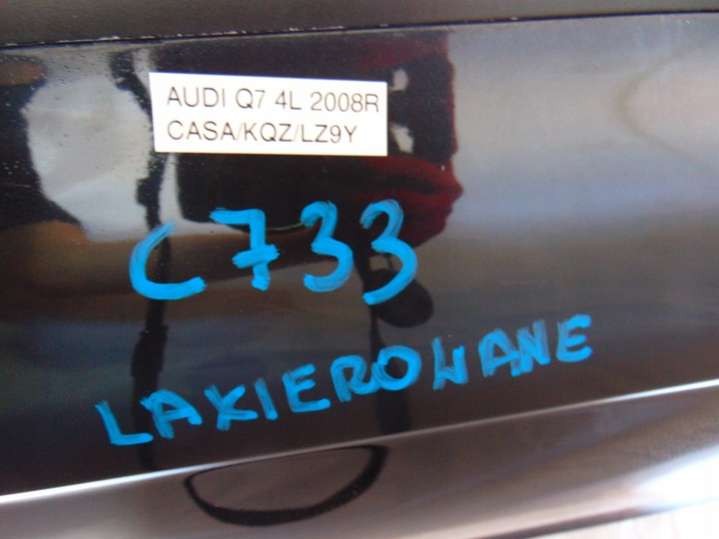 AUDI Q7 4L 2008R
CASA/KQZ/LZ9Y
C733
LAKIEROWANE